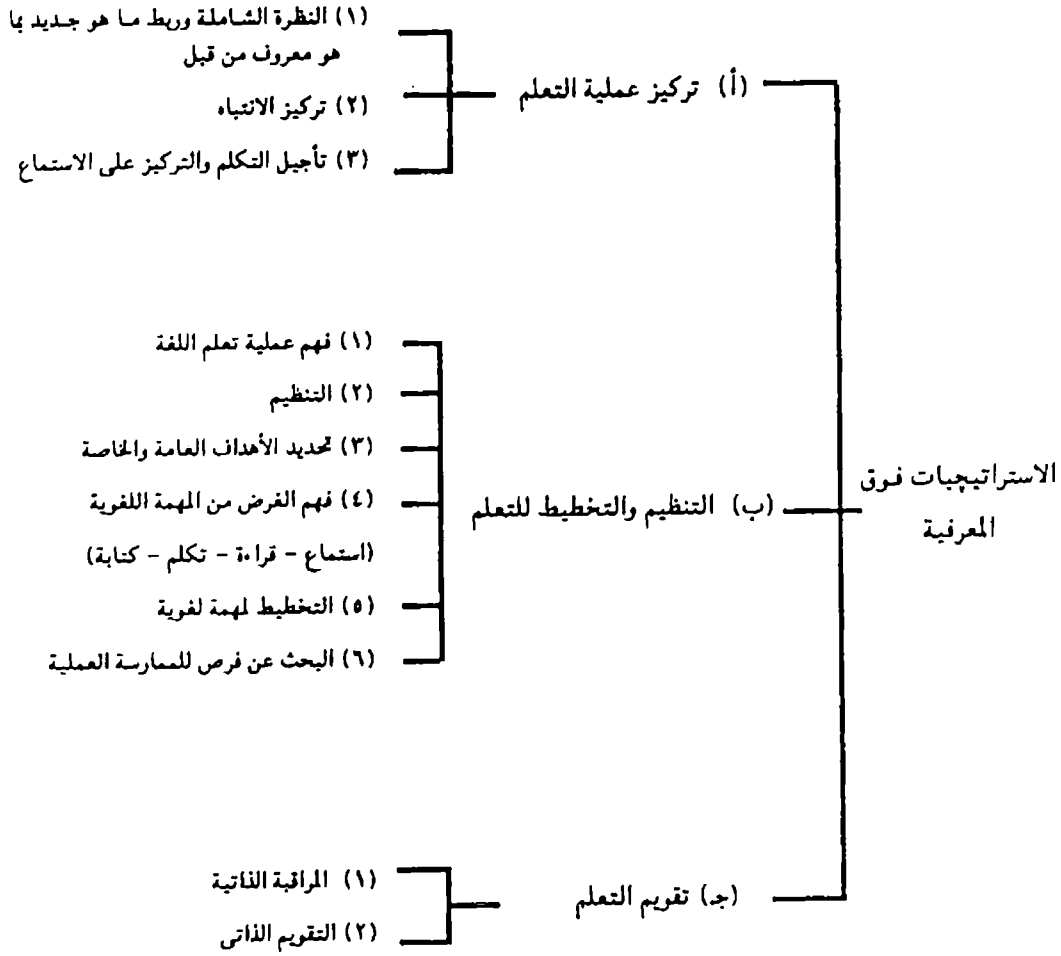 الاستراتيچيات فوق
المعرفية
(أ) تركيز عملية التعلم
(١) النظرة الشاملة وربط ما هو جديد بما
هو معروف من قبل
(٢) تركيز الانتباه
(٣) تأجيل التكلم والتركيز على الاستماع
(ب) التنظيم والتخطيط للتعلم
(١) فهم عملية تعلم اللغة
(٢) التنظيم
(٣) تحديد الأهداف العامة والخاصة
(٤) فهم الغرض من المهمة اللغوية
(استماع - قراءة - تكلم - كتابة)
(٥) التخطيط لمهمة لغوية
(٦) البحث عن فرص للممارسة العملية
(جـ) تقويم التعلم
(١) المراقبة الذاتية
(٢) التقويم الذاتى